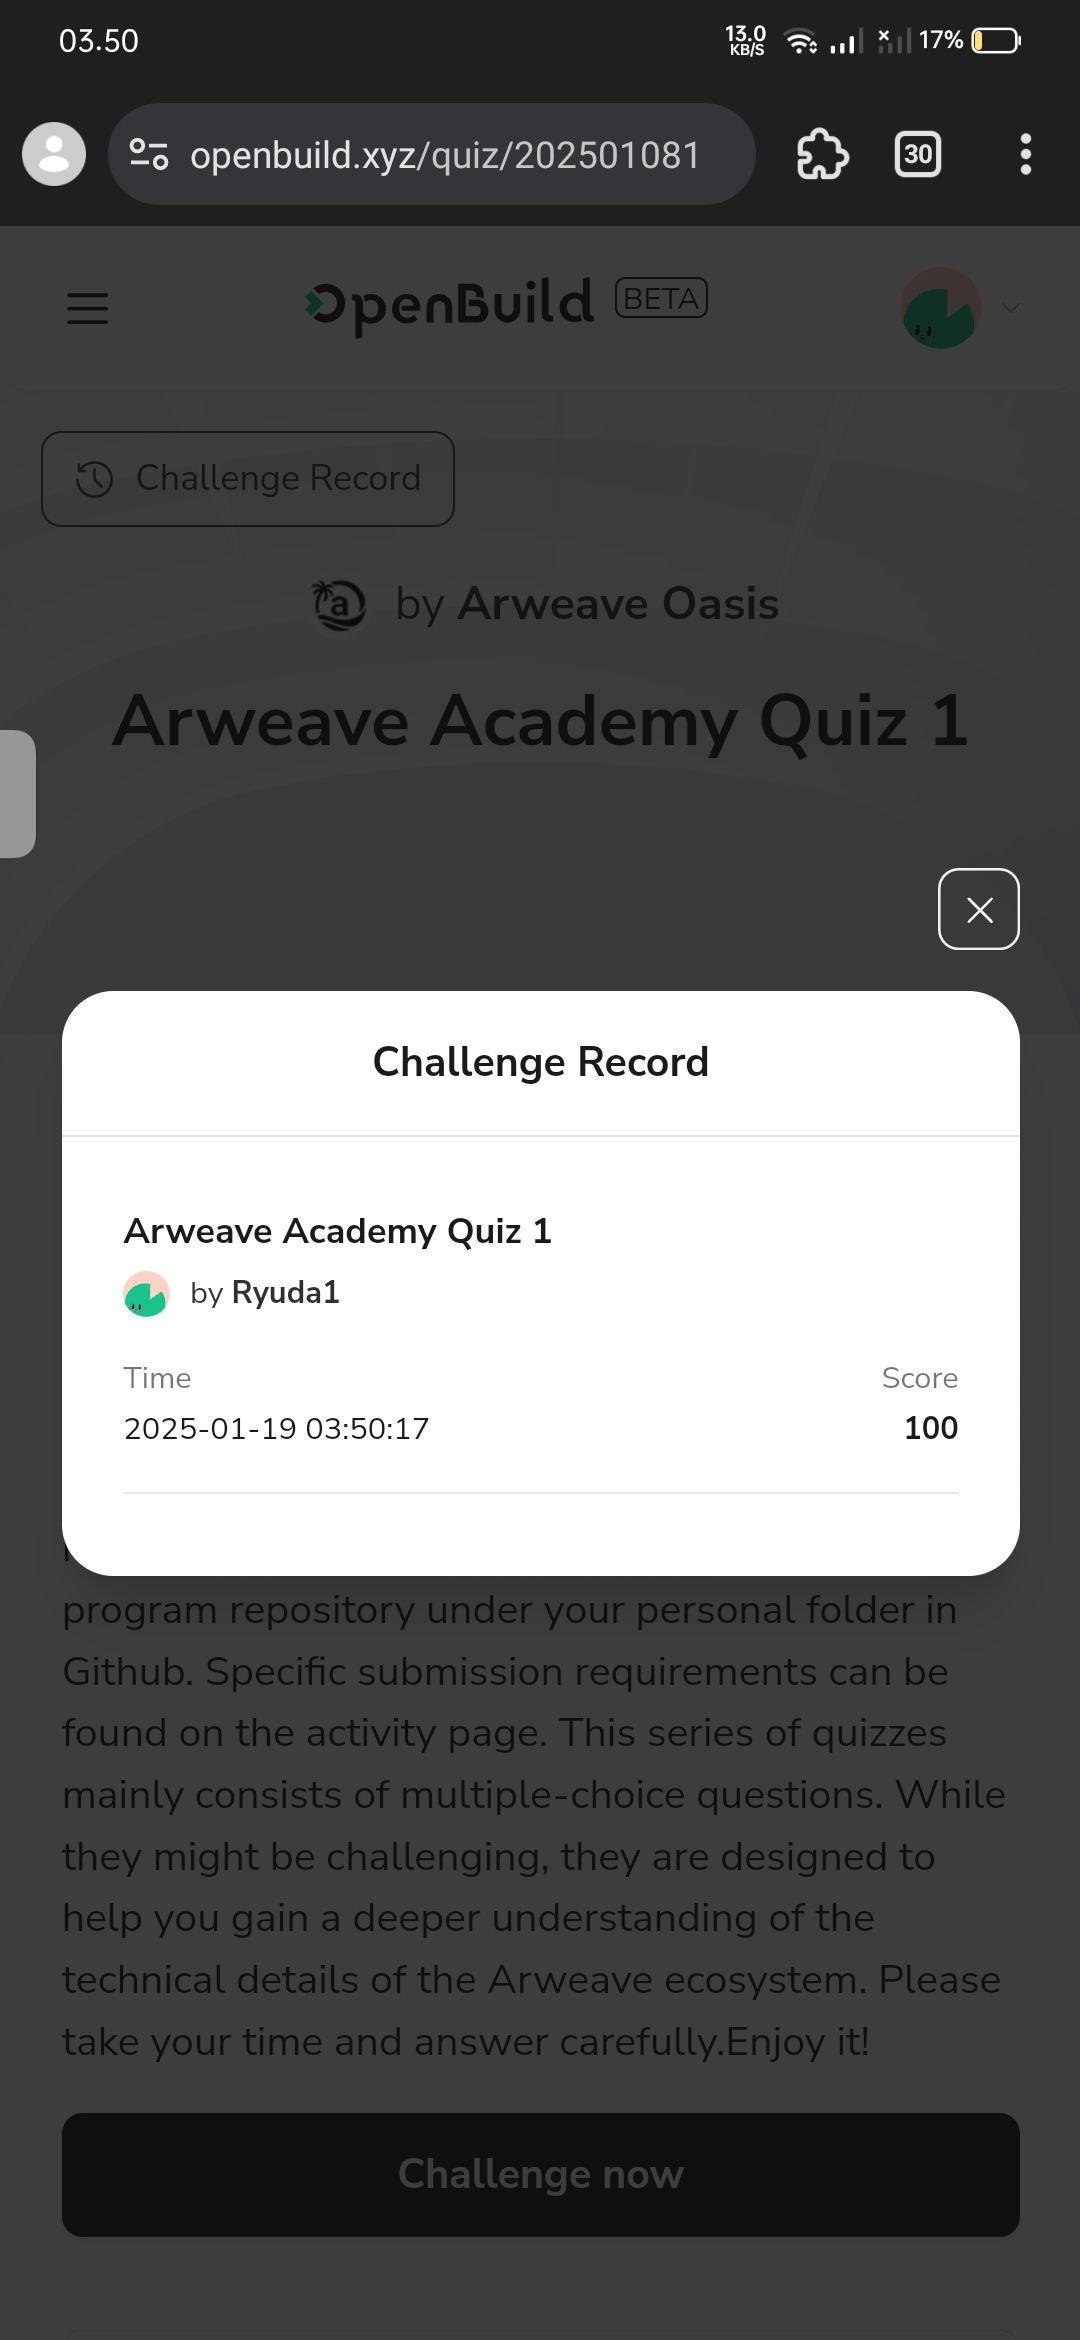 03.50
13.0
KB/S
17%
openbuild.xyz/quiz/202501081
30
OpenBuild BETA
Challenge Record
a
by Arweave Oasis
Arweave Academy Quiz 1
Challenge Record
Arweave Academy Quiz 1
by Ryuda1
Time Score
2025-01-19 03:50:17 100
program repository under your personal folder in
Github. Specific submission requirements can be
found on the activity page. This series of quizzes
mainly consists of multiple-choice questions. While
they might be challenging, they are designed to
help you gain a deeper understanding of the
technical details of the Arweave ecosystem. Please
take your time and answer carefully.Enjoy it!
Challenge now